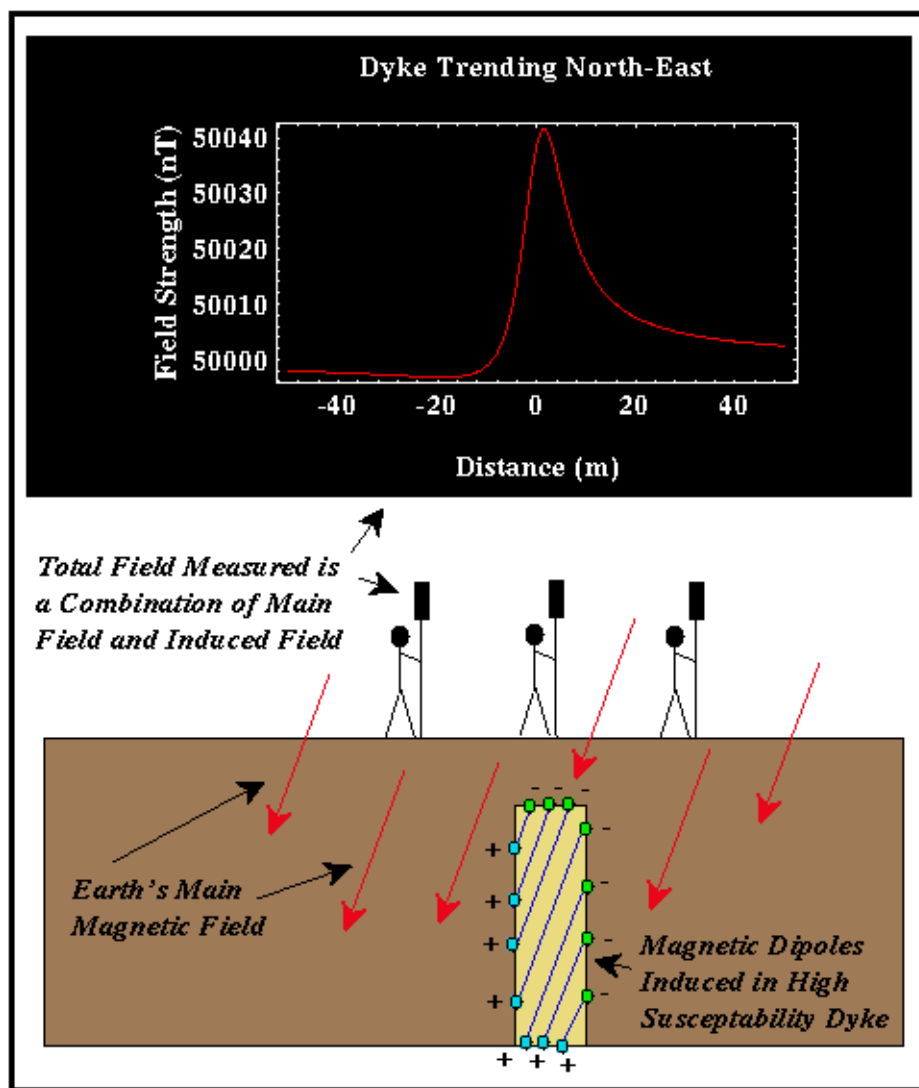 Dyke Trending North-East
Field Strength (nT)
50040
50030
50020
50010
50000
-40 -20 0 20 40
Distance (m)
Total Field Measured is
a Combination of Main
Field and Induced Field
- - -
+ -
+ -
+ -
+ -
Earth's Main
Magnetic Field
Magnetic Dipoles
Induced in High
Susceptability Dyke
+ + +